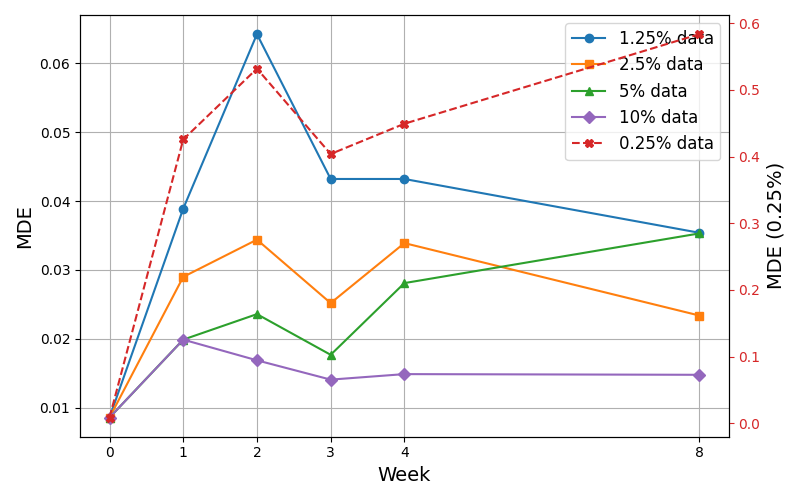 1.25% data
2.5% data
5% data
10% data
0.25% data
0.06
0.05
0.04
0.03
0.02
0.01
MDE
0.6
0.5
0.4
0.3
0.2
0.1
0.0
MDE (0.25%)
0 1 2 3 4 8
Week